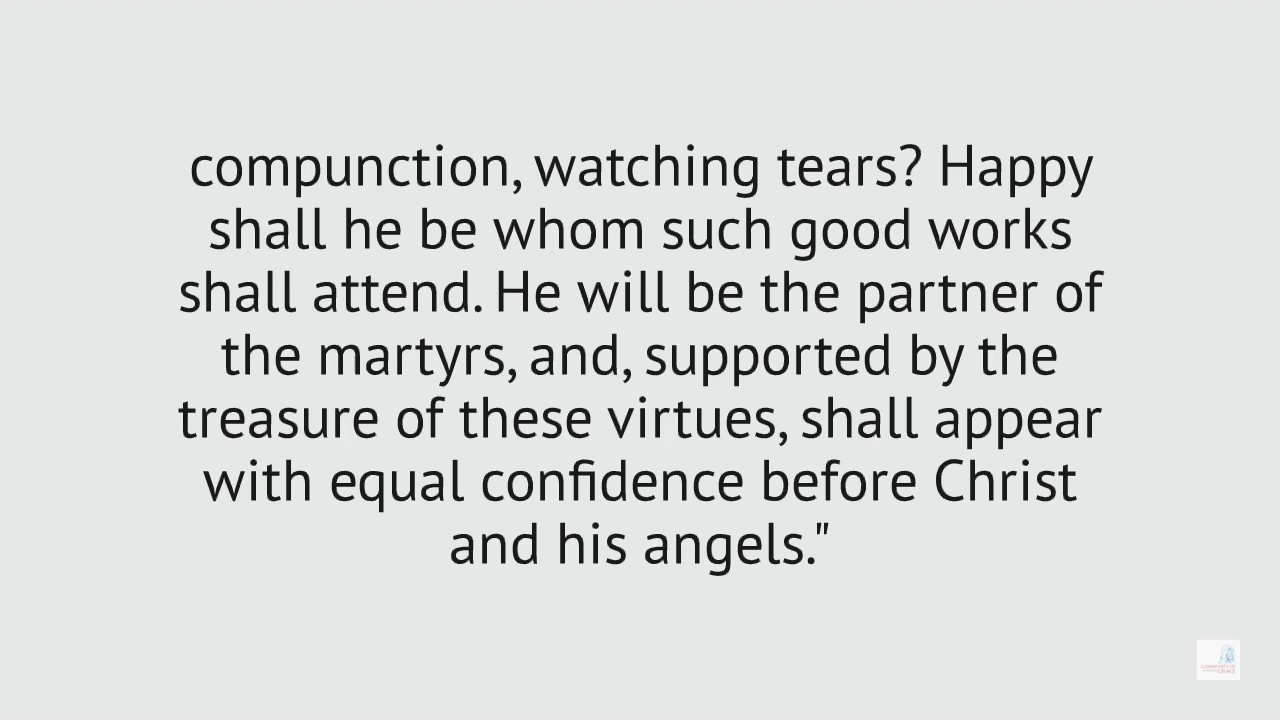 compunction, watching tears? Happy
shall he be whom such good works
shall attend. He will be the partner of
the martyrs, and, supported by the
treasure of these virtues, shall appear
with equal confidence before Christ
and his angels."
GRACE